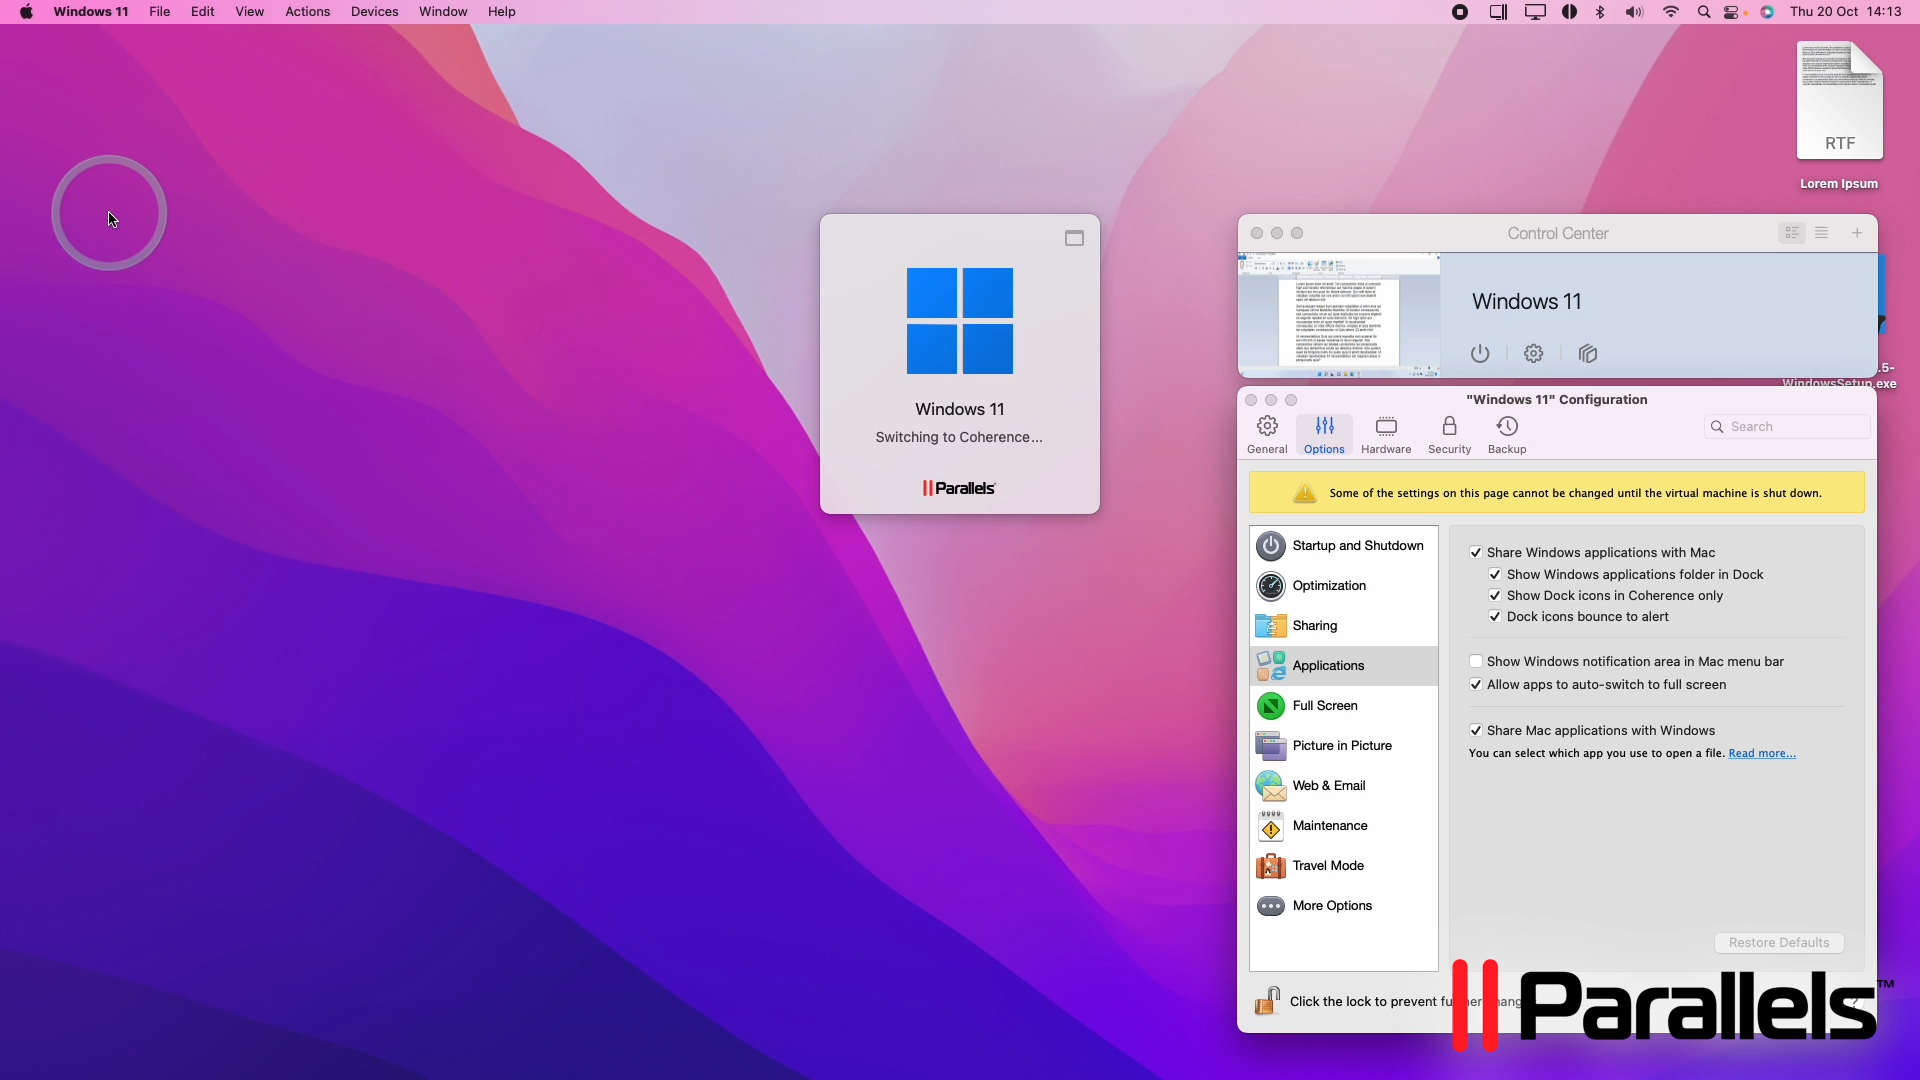 Windows 11 File Edit View Actions Devices Window Help Thu 20 Oct 14:13
RTF
Lorem Ipsum
Control Center
Windows 11
.5-
WindowsSetup.exe
Windows 11
Switching to Coherence...
Parallels
"Windows 11" Configuration
General Options Hardware Security Backup Search
Some of the settings on this page cannot be changed until the virtual machine is shut down.
Startup and Shutdown
Optimization
Sharing
Applications
Full Screen
Picture in Picture
Web & Email
Maintenance
Travel Mode
More Options
Share Windows applications with Mac
Show Windows applications folder in Dock
Show Dock icons in Coherence only
Dock icons bounce to alert
Show Windows notification area in Mac menu bar
Allow apps to auto-switch to full screen
Share Mac applications with Windows
You can select which app you use to open a file. Read more...
Restore Defaults
Click the lock to prevent
Parallels™